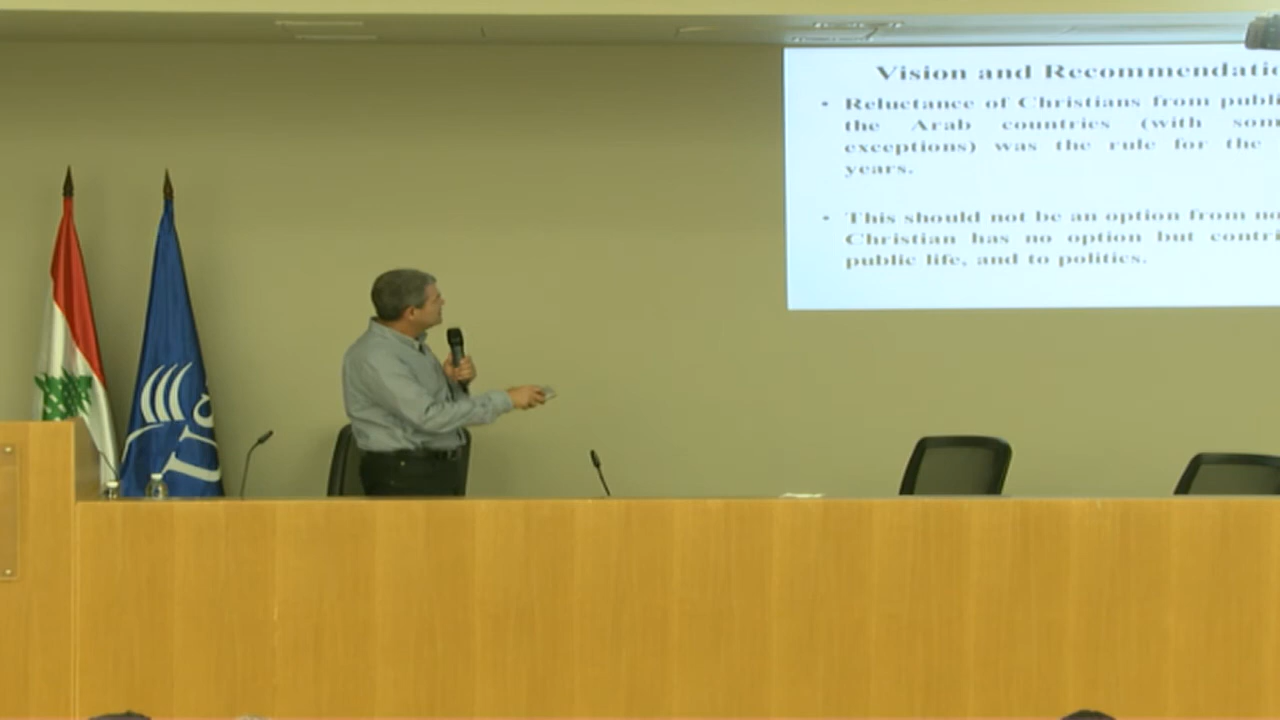 Vision and Recommendatio
• Reluctance of Christians from publi
the Arab countries (with som
exceptions) was the rule for the
years.
• This should not be an option from no
Christian has no option but contri
public life, and to politics.
US